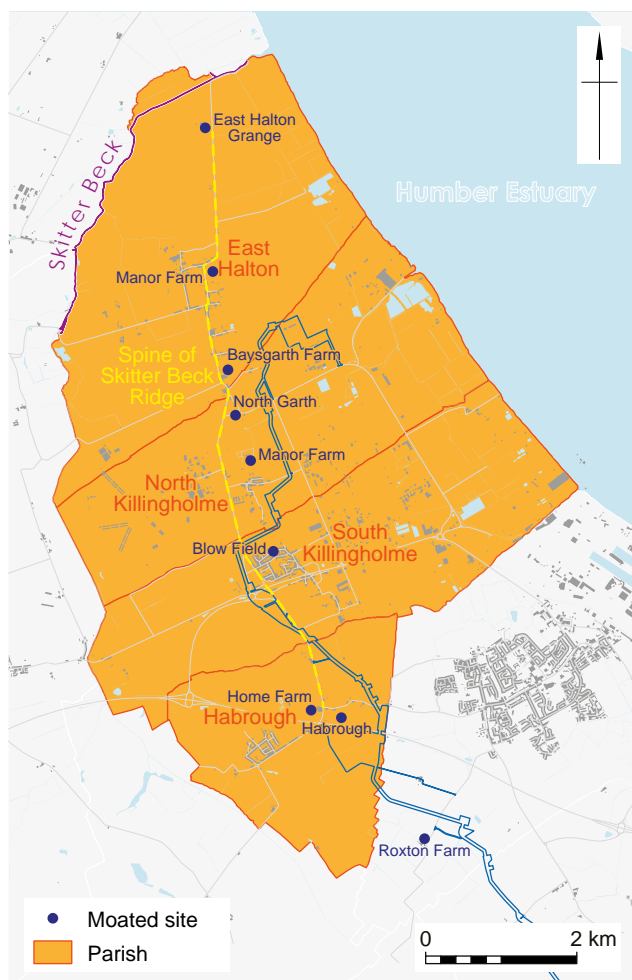 East Halton
Grange
Skitter Beck
Humber Estuary
East
Halton
Manor Farm
Spine of
Skitter Beck
Ridge
Baysgarth Farm
North Garth
Manor Farm
North
Killingholme
South
Killingholme
Blow Field
Home Farm
Habrough
Habrough
Roxton Farm
Moated site
Parish
0
2 km